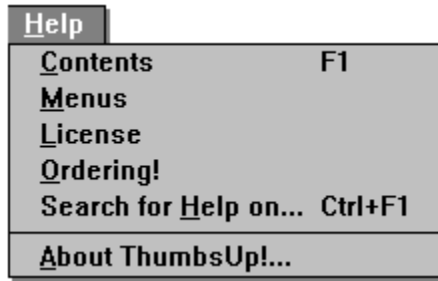 Help
Contents F1
Menus
License
Ordering!
Search for Help on... Ctrl+F1
About ThumbsUp!...